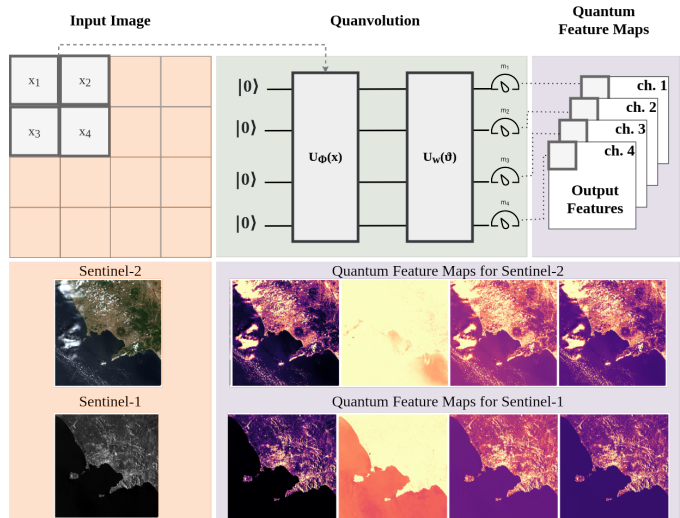 Input Image
Quanvolution
Quantum
Feature Maps
x₁
x₂
x₃
x₄
|0⟩
|0⟩
|0⟩
|0⟩
U_Φ(x)
U_w(ϑ)
m₁
m₂
m₃
m₄
ch. 1
ch. 2
ch. 3
ch. 4
Output
Features
Sentinel-2
Quantum Feature Maps for Sentinel-2
Sentinel-1
Quantum Feature Maps for Sentinel-1